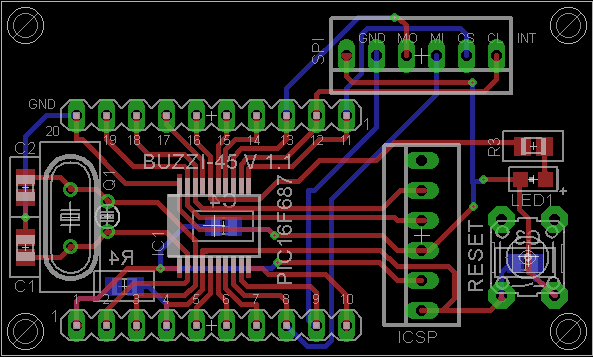 SPI
GND MO MI CS CL INT
GND
20 19 18 17 16 15 14 13 12 11 1
BUZZI-45 V 1.1
C2
Q1
R3
LED1
+
C4
PIC16F687
IC1
R4
RESET
C1
1 2 3 4 5 6 7 8 9 10
1
ICSP